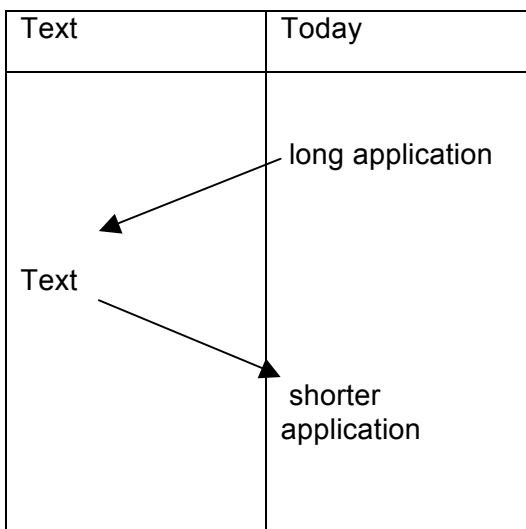 Text
Today
long application
Text
shorter
application